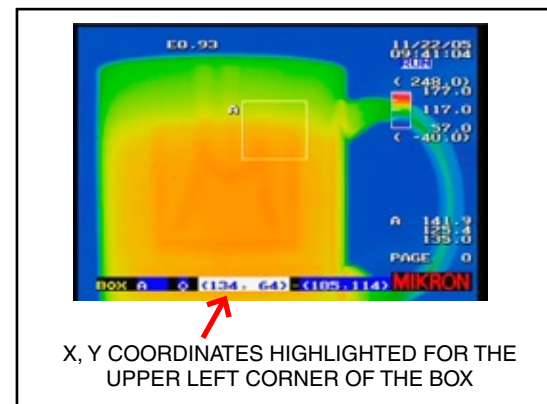 E0.93
11/22/05
09:41:04
RUN
( 248.0)
177.0
117.0
57.0
( -40.0)
A
A 141.9
125.4
135.0
PAGE 0
BOX A 0 (134, 64)-(185,114) MIKRON
X, Y COORDINATES HIGHLIGHTED FOR THE
UPPER LEFT CORNER OF THE BOX